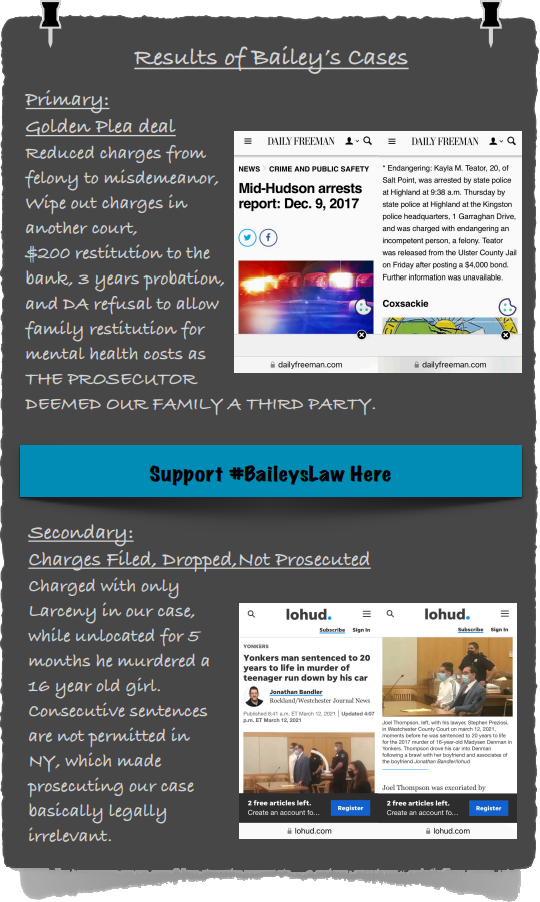 Results of Bailey's Cases
Primary:
Golden Plea deal
Reduced charges from
felony to misdemeanor,
Wipe out charges in
another court,
$200 restitution to the
bank, 3 years probation,
and DA refusal to allow
family restitution for
mental health costs as
THE PROSECUTOR
DEEMED OUR FAMILY A THIRD PARTY.
DAILY FREEMAN
NEWS CRIME AND PUBLIC SAFETY
Mid-Hudson arrests
report: Dec. 9, 2017
dailyfreeman.com
DAILY FREEMAN
* Endangering: Kayla M. Teator, 20, of
Salt Point, was arrested by state police
at Highland at 9:38 a.m. Thursday by
state police at Highland at the Kingston
police headquarters, 1 Garraghan Drive,
and was charged with endangering an
incompetent person, a felony. Teator
was released from the Ulster County Jail
on Friday after posting a $4,000 bond.
Further information was unavailable.
Coxsackie
dailyfreeman.com
Support #BaileysLaw Here
Secondary:
Charges Filed, Dropped,Not Prosecuted
Charged with only
Larceny in our case,
while unlocated for 5
months he murdered a
16 year old girl.
Consecutive sentences
are not permitted in
NY, which made
prosecuting our case
basically legally
irrelevant.
lohud.
Subscribe Sign In
YONKERS
Yonkers man sentenced to 20
years to life in murder of
teenager run down by his car
Jonathan Bandler
Rockland/Westchester Journal News
Published 8:41 a.m. ET March 12, 2021 | Updated 4:07
p.m. ET March 12, 2021
2 free articles left.
Create an account fo...
Register
lohud.com
lohud.
Subscribe Sign In
Joel Thompson, left, with his lawyer, Stephen Prezissi,
in Westchester County Court on march 12, 2021,
moments before he was sentenced to 20 years to life
for the 2017 murder of 16-year-old Madysen Denman in
Yonkers. Thompson drove his car into Denman
following a brawl with her boyfriend and associates of
the boyfriend Jonathan Bandler/lohud
Joel Thompson was excoriated by
2 free articles left.
Create an account fo...
Register
lohud.com